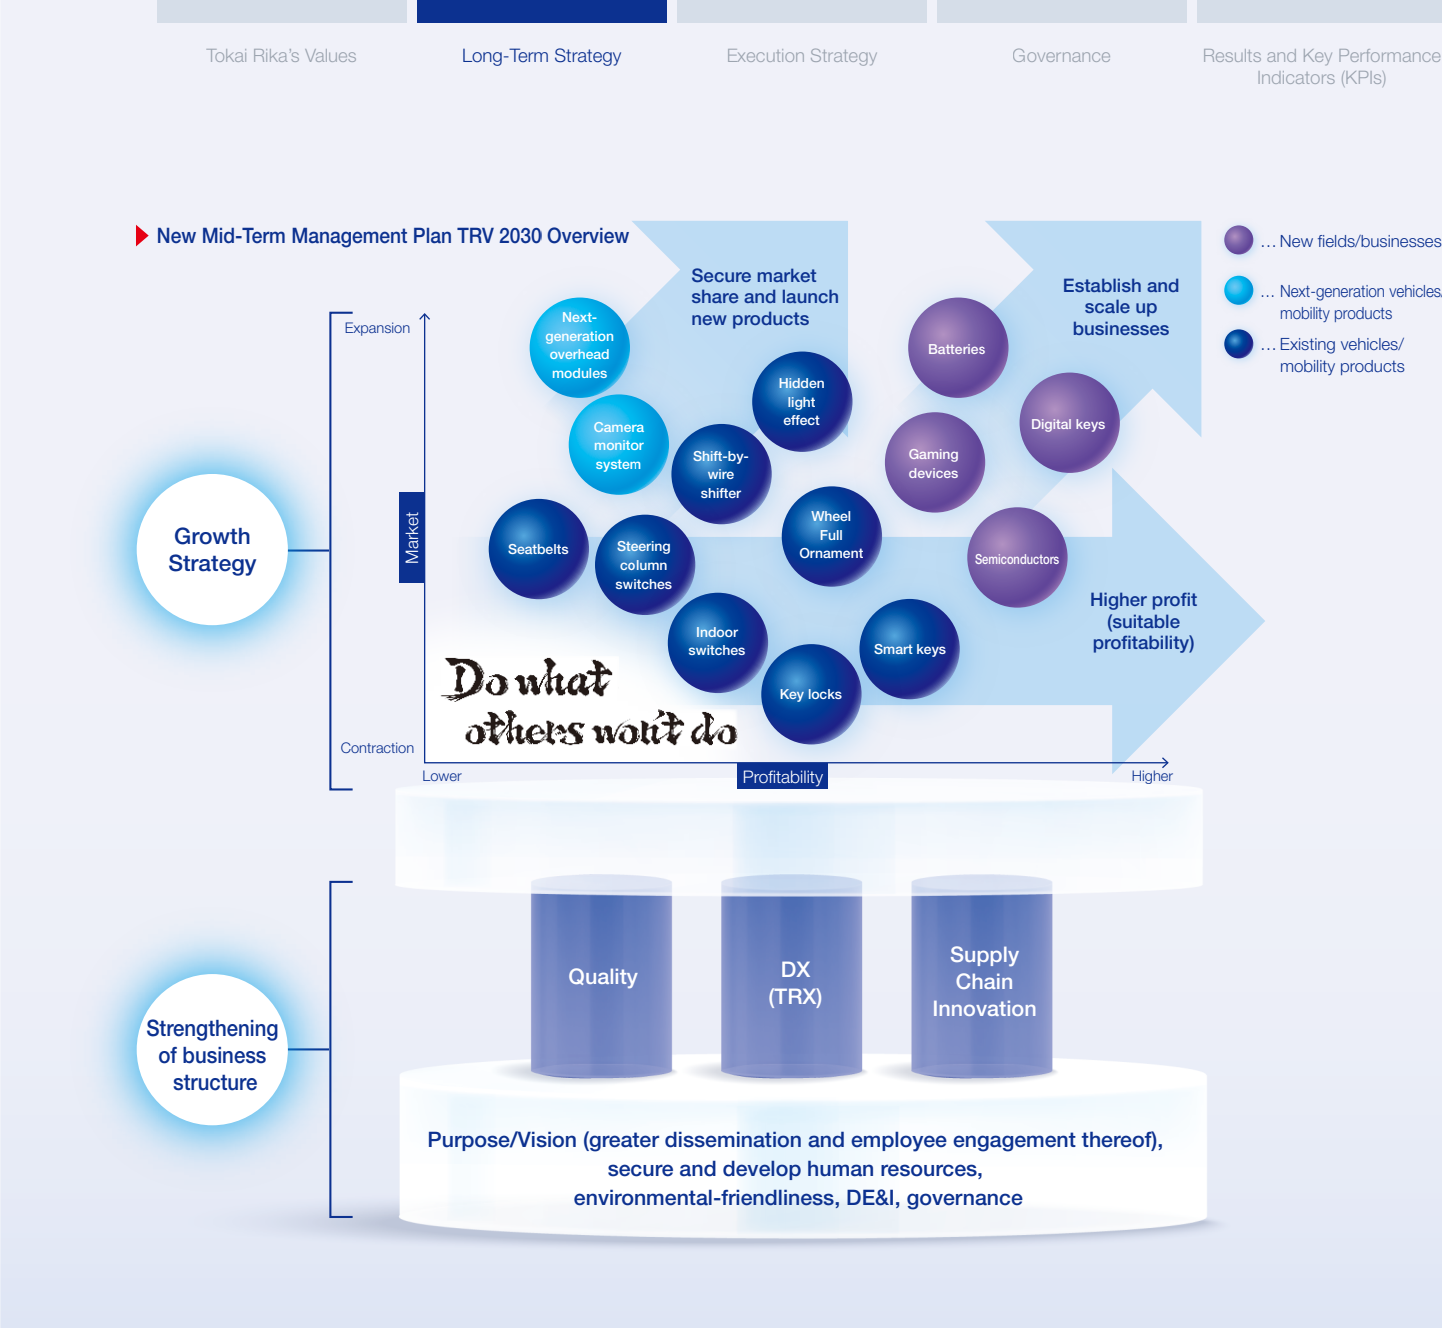 Tokai Rika's Values
Long-Term Strategy
Execution Strategy
Governance
Results and Key Performance
Indicators (KPIs)
New Mid-Term Management Plan TRV 2030 Overview
Secure market
share and launch
new products
Establish and
scale up
businesses
… New fields/businesses
… Next-generation vehicles/
mobility products
… Existing vehicles/
mobility products
Expansion
Next-
generation
overhead
modules
Camera
monitor
system
Hidden
light
effect
Shift-by-
wire
shifter
Batteries
Digital keys
Gaming
devices
Growth
Strategy
Market
Seatbelts
Steering
column
switches
Wheel
Full
Ornament
Semiconductors
Higher profit
(suitable
profitability)
Indoor
switches
Smart keys
Key locks
Do what
others won't do
Contraction
Lower
Profitability
Higher
Quality
DX
(TRX)
Supply
Chain
Innovation
Strengthening
of business
structure
Purpose/Vision (greater dissemination and employee engagement thereof),
secure and develop human resources,
environmental-friendliness, DE&I, governance